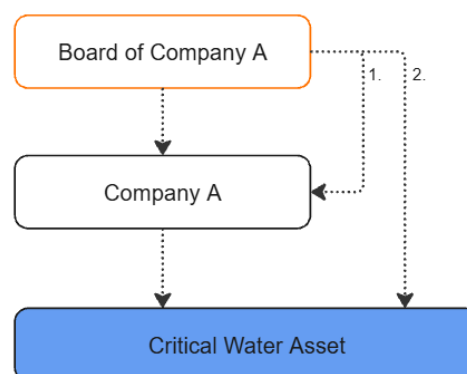 Board of Company A
1.
2.
Company A
Critical Water Asset